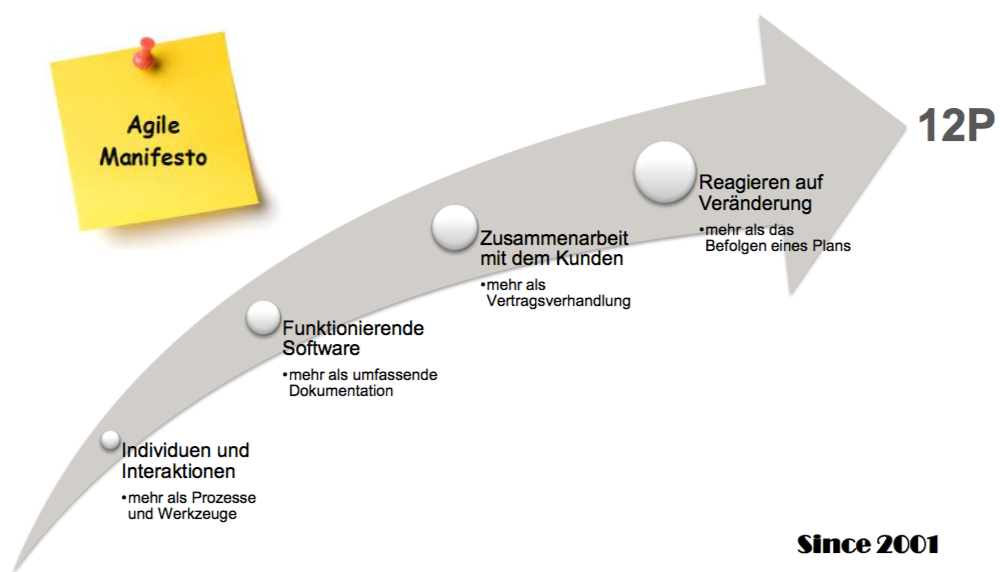 Agile
Manifesto
12P
Reagieren auf
Veränderung
•mehr als das
Befolgen eines Plans
Zusammenarbeit
mit dem Kunden
•mehr als
Vertragsverhandlung
Funktionierende
Software
•mehr als umfassende
Dokumentation
Individuen und
Interaktionen
•mehr als Prozesse
und Werkzeuge
Since 2001